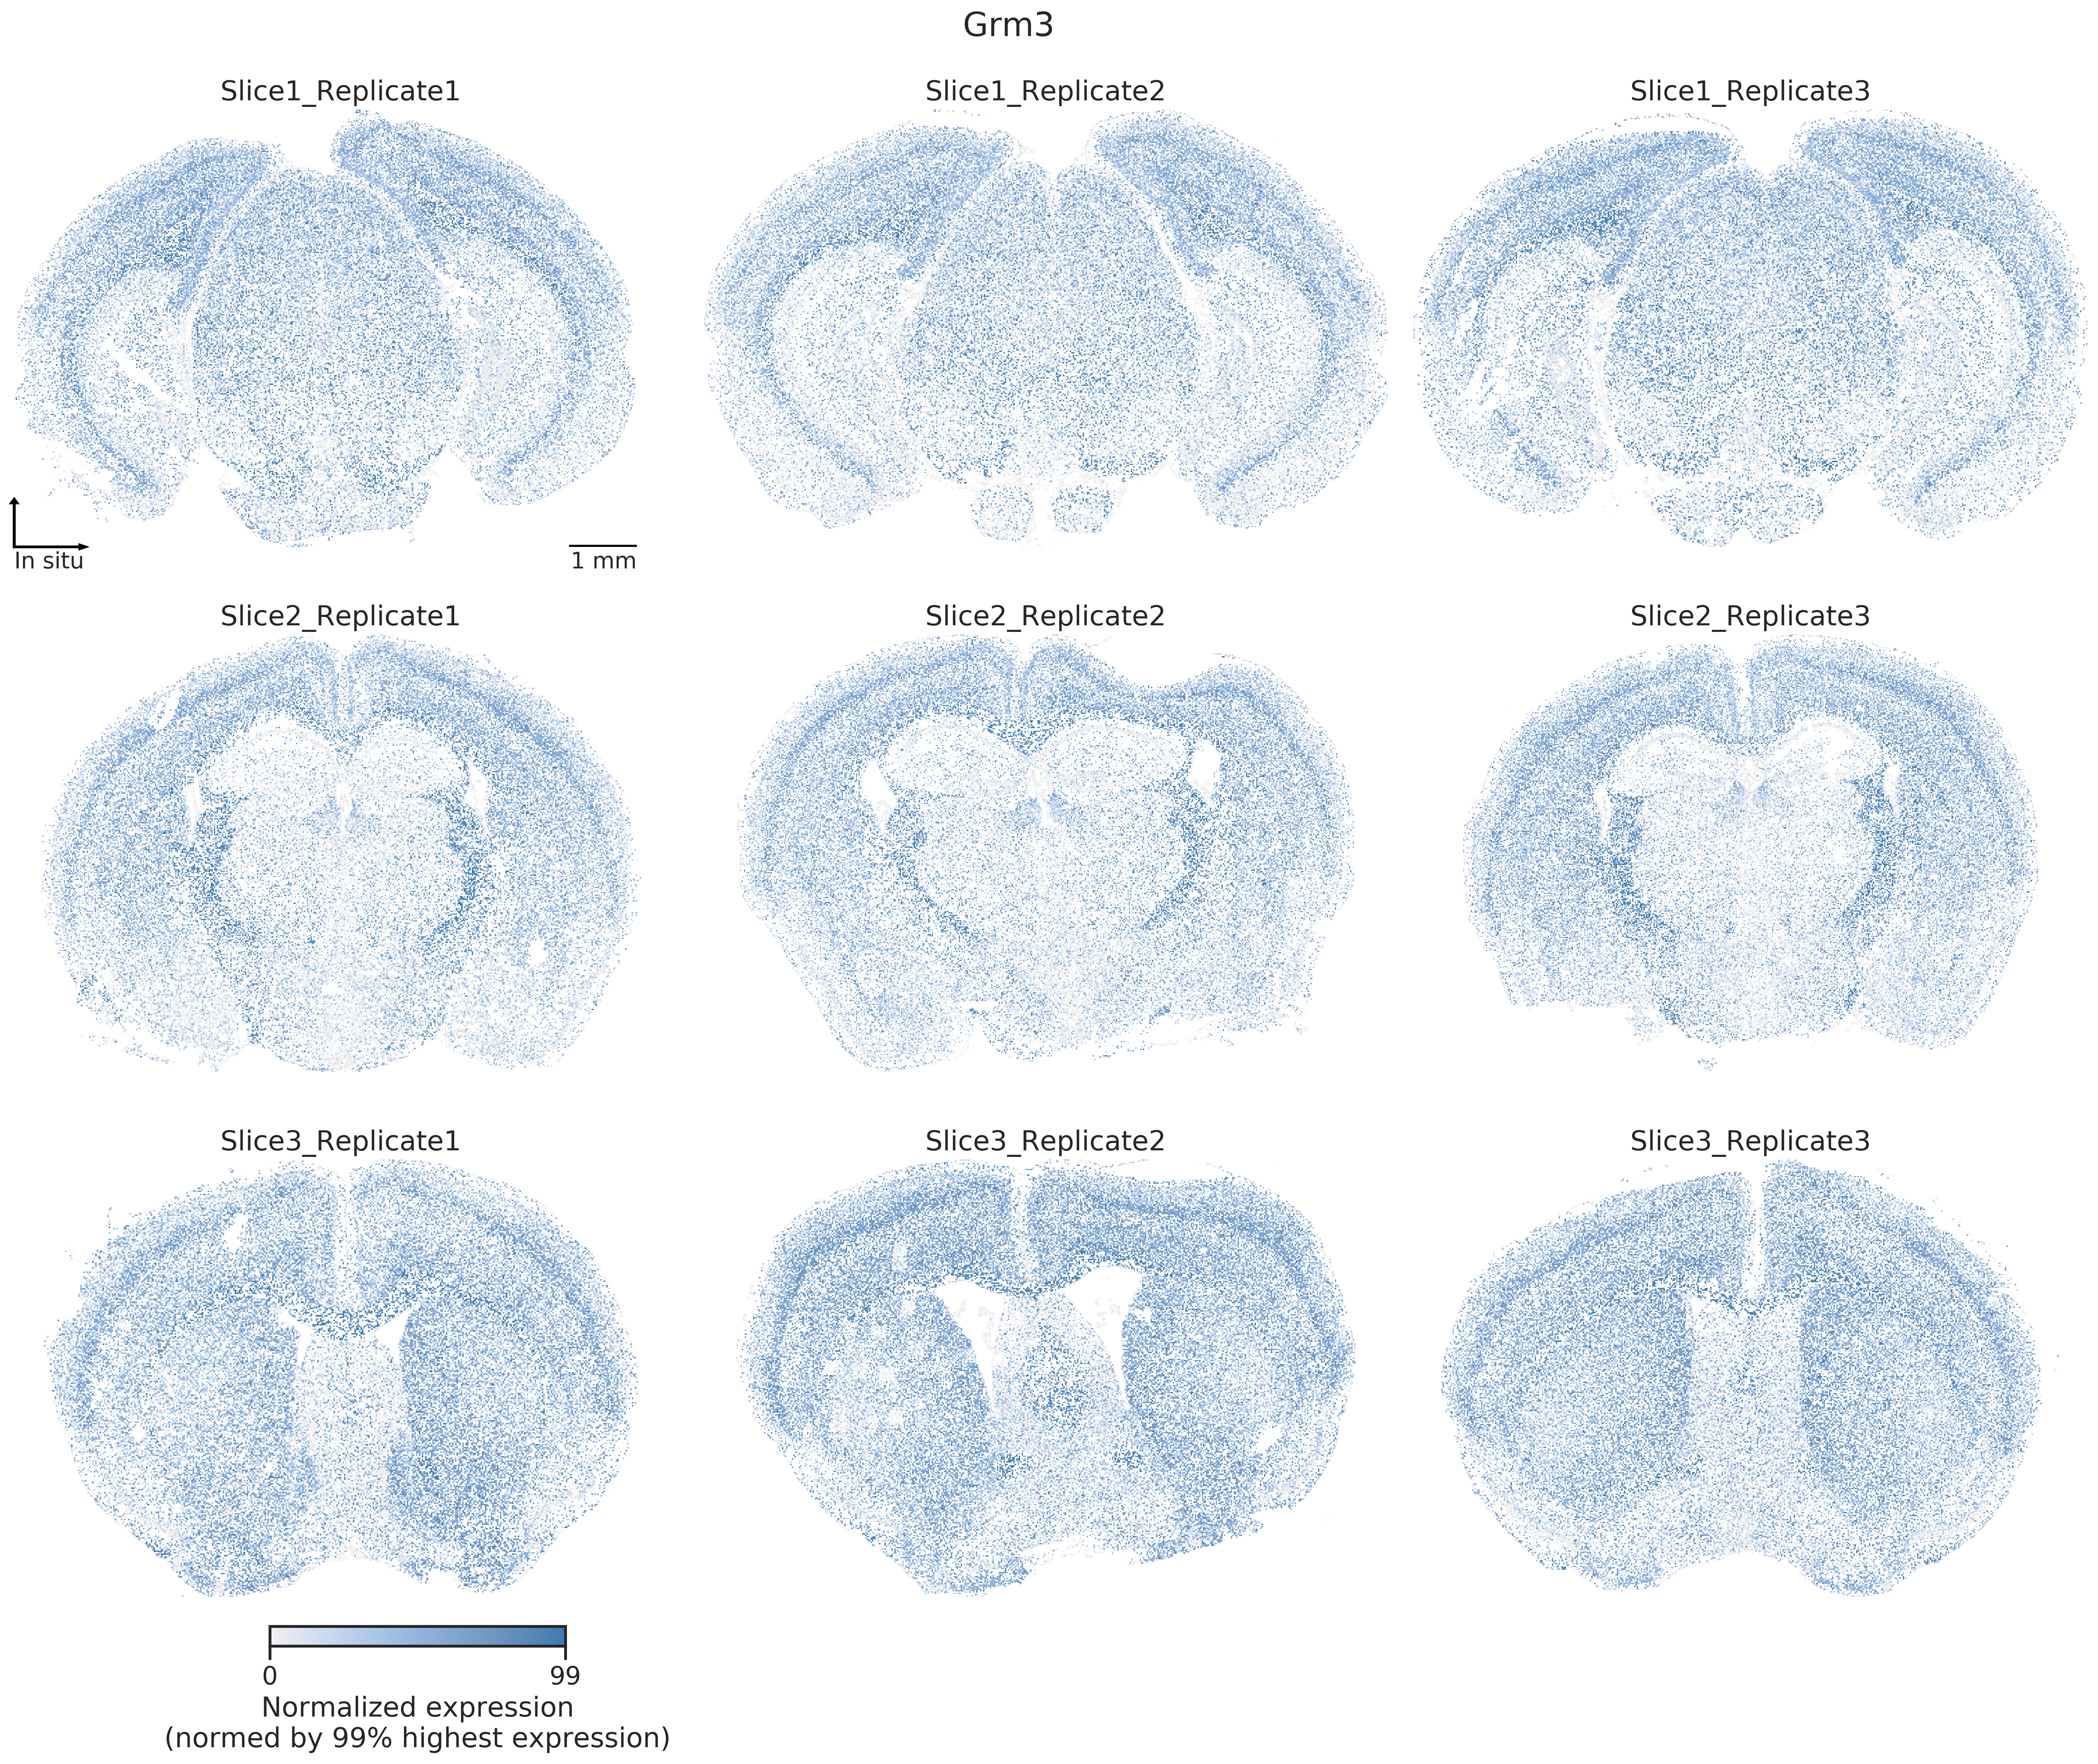 Grm3
Slice1_Replicate1
Slice1_Replicate2
Slice1_Replicate3
In situ
1 mm
Slice2_Replicate1
Slice2_Replicate2
Slice2_Replicate3
Slice3_Replicate1
Slice3_Replicate2
Slice3_Replicate3
0
99
Normalized expression
(normed by 99% highest expression)